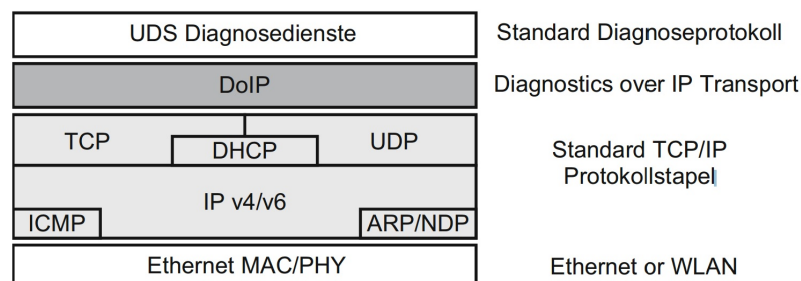 UDS Diagnosedienste Standard Diagnoseprotokoll
DoIP Diagnostics over IP Transport
TCP DHCP UDP Standard TCP/IP
Protokollstapel
IP v4/v6
ICMP ARP/NDP
Ethernet MAC/PHY Ethernet or WLAN